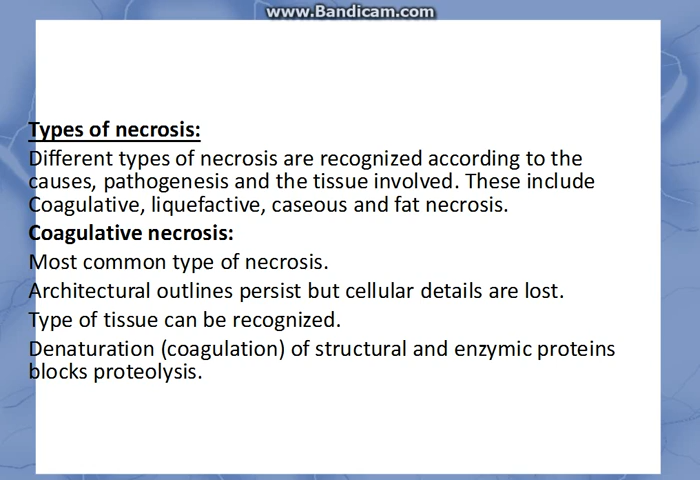 www.Bandicam.com
Types of necrosis:
Different types of necrosis are recognized according to the
causes, pathogenesis and the tissue involved. These include
Coagulative, liquefactive, caseous and fat necrosis.
Coagulative necrosis:
Most common type of necrosis.
Architectural outlines persist but cellular details are lost.
Type of tissue can be recognized.
Denaturation (coagulation) of structural and enzymic proteins
blocks proteolysis.